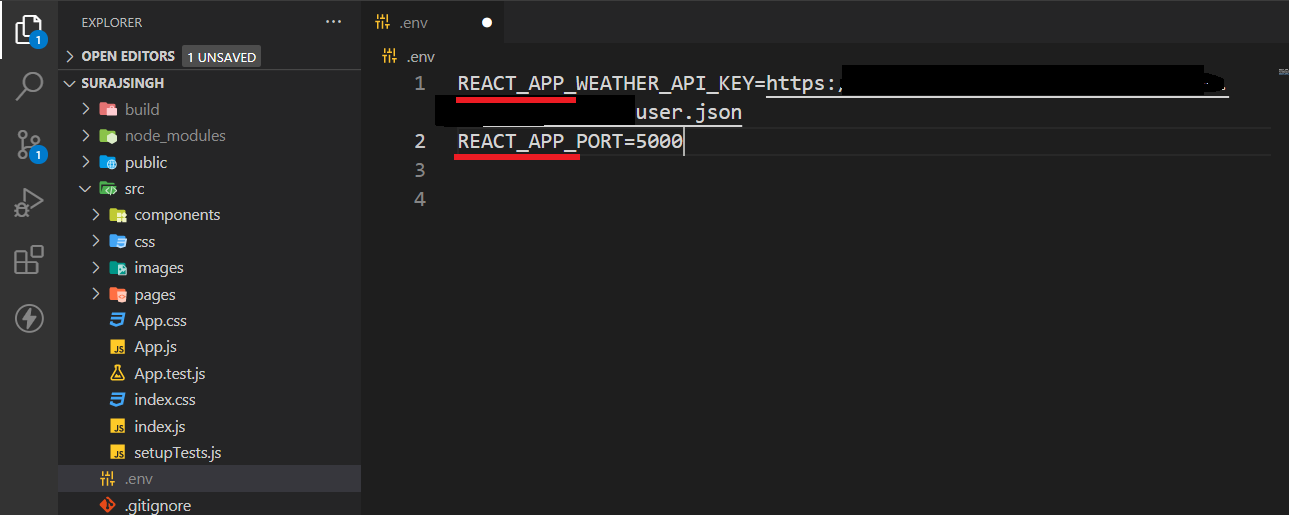 EXPLORER
···
OPEN EDITORS 1 UNSAVED
SURAJSINGH
build
node_modules
public
src
components
css
images
pages
App.css
App.js
App.test.js
index.css
index.js
setupTests.js
.env
.gitignore
1
1
.env
.env
1 REACT_APP_WEATHER_API_KEY=https:
user.json
2 REACT_APP_PORT=5000
3
4